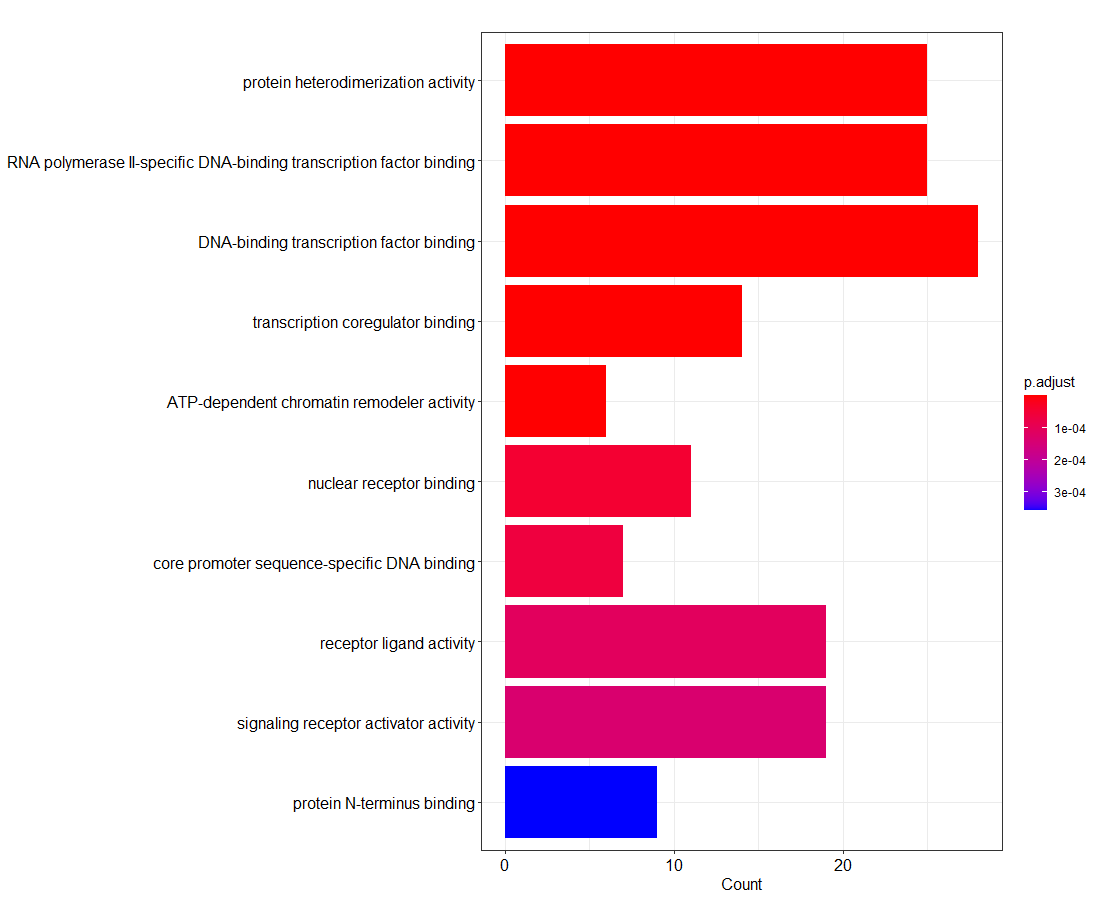 protein heterodimerization activity
RNA polymerase II-specific DNA-binding transcription factor binding
DNA-binding transcription factor binding
transcription coregulator binding
ATP-dependent chromatin remodeler activity
nuclear receptor binding
core promoter sequence-specific DNA binding
receptor ligand activity
signaling receptor activator activity
protein N-terminus binding
0 10 20
Count
p.adjust
1e-04
2e-04
3e-04